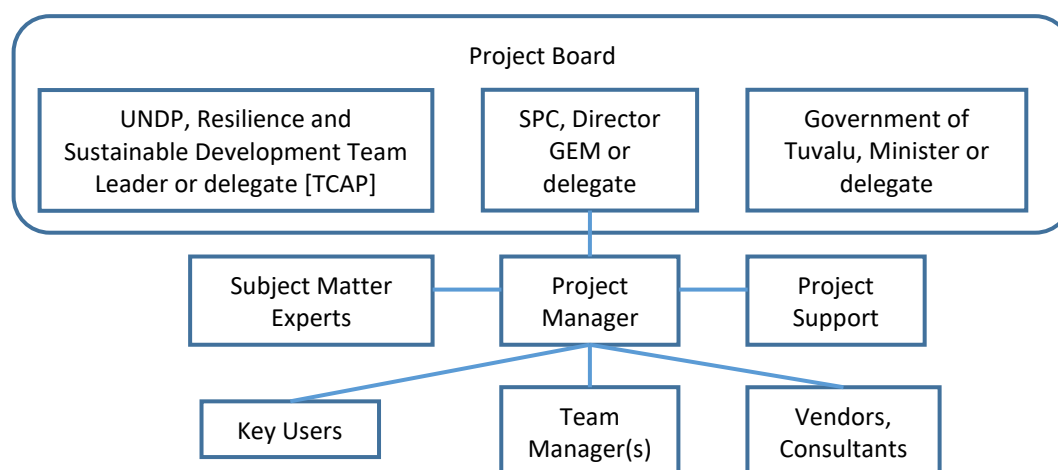 Project Board
UNDP, Resilience and
Sustainable Development Team
Leader or delegate [TCAP]
SPC, Director
GEM or
delegate
Government of
Tuvalu, Minister or
delegate
Subject Matter
Experts
Project
Manager
Project
Support
Key Users
Team
Manager(s)
Vendors,
Consultants